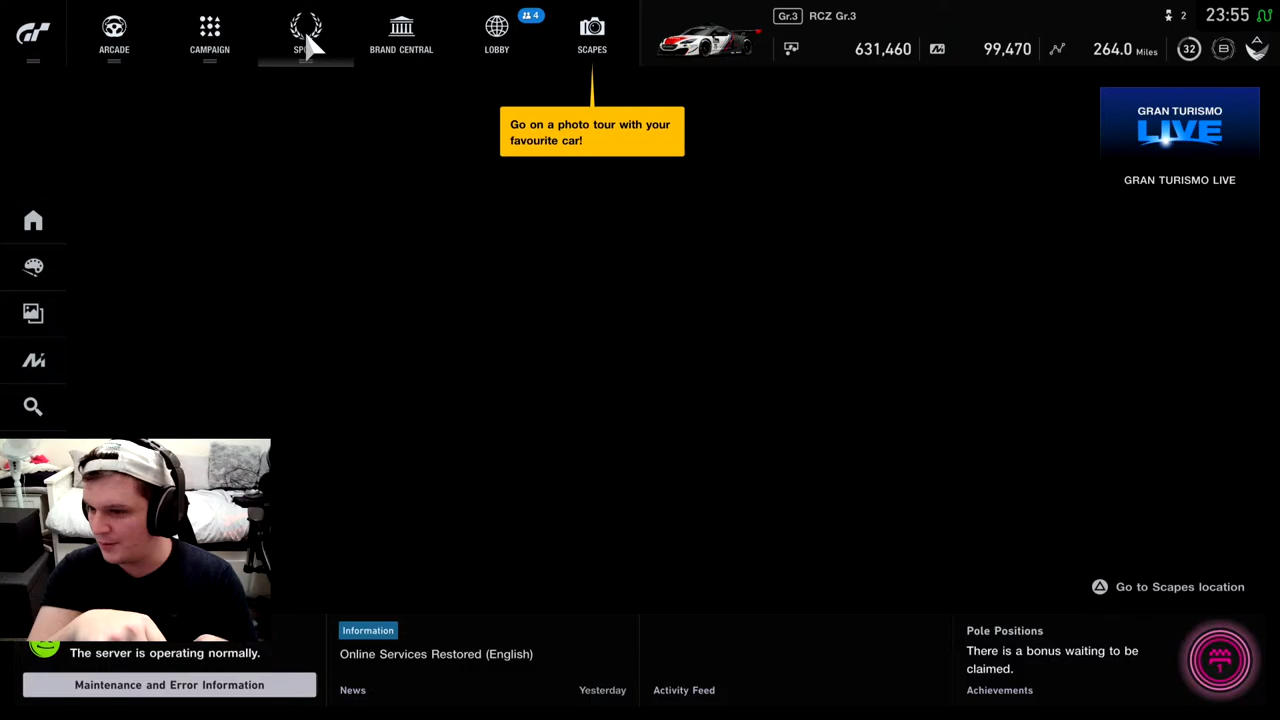 ARCADE
CAMPAIGN
SPO
BRAND CENTRAL
LOBBY
4
SCAPES
Gr.3 RCZ Gr.3
2
23:55
631,460
99,470
264.0 Miles
32
B
A
Go on a photo tour with your
favourite car!
GRAN TURISMO
LIVE
GRAN TURISMO LIVE
Go to Scapes location
The server is operating normally.
Maintenance and Error Information
Information
Online Services Restored (English)
News
Yesterday
Activity Feed
Pole Positions
There is a bonus waiting to be
claimed.
Achievements
1